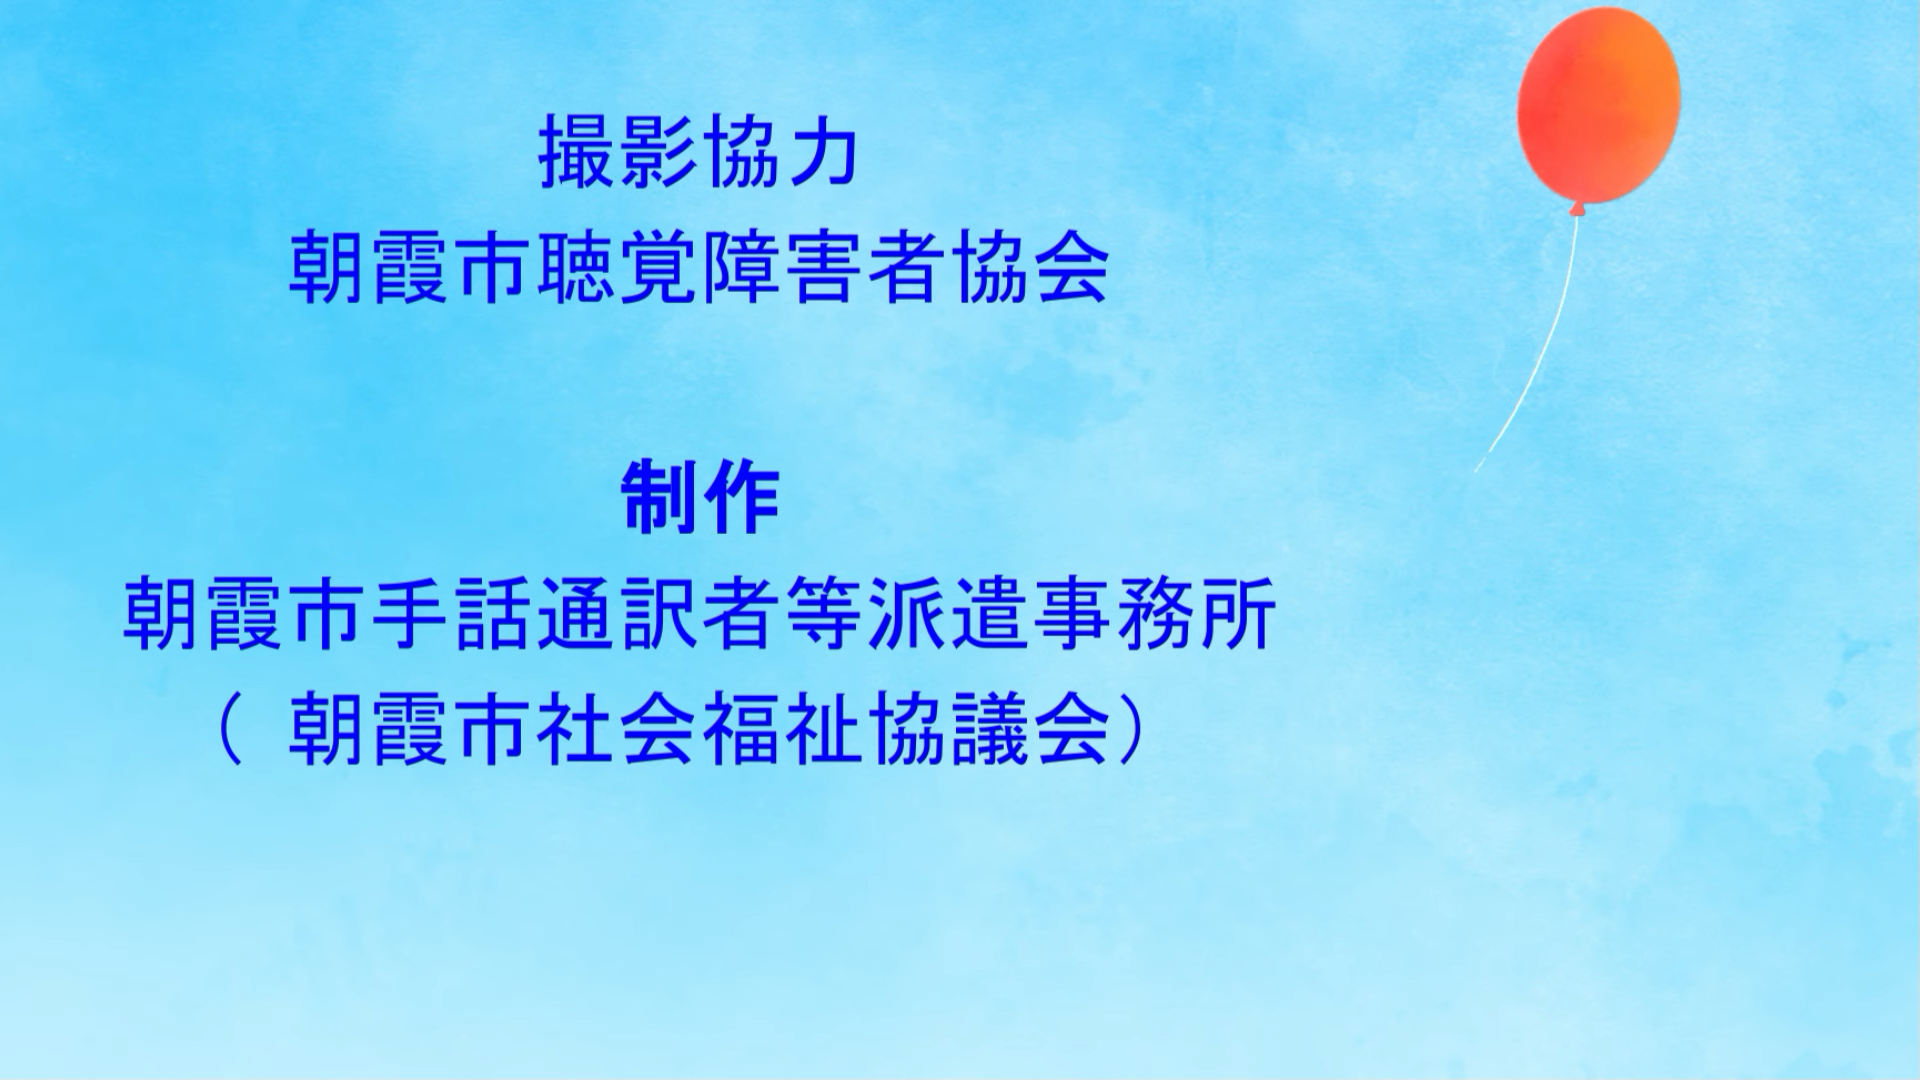 撮影協力
朝霞市聴覚障害者協会
制作
朝霞市手話通訳者等派遣事務所
（ 朝霞市社会福祉協議会）